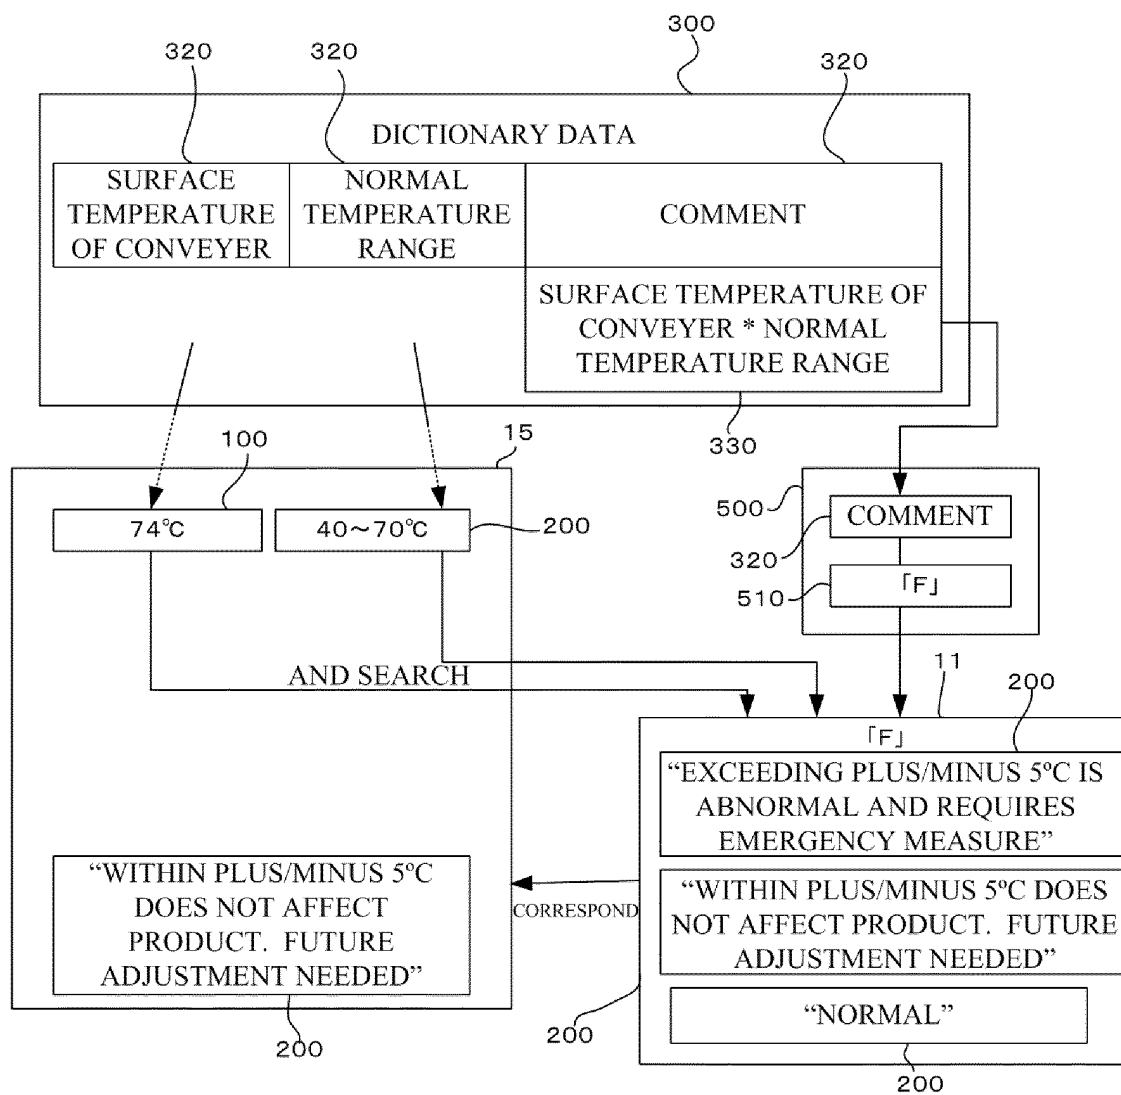 320
320
300
320
DICTIONARY DATA
SURFACE
TEMPERATURE
OF CONVEYER
NORMAL
TEMPERATURE
RANGE
COMMENT
SURFACE TEMPERATURE OF
CONVEYER * NORMAL
TEMPERATURE RANGE
330
100
15
74℃
40～70℃
200
500
COMMENT
320
510
「F」
AND SEARCH
11
200
「F」
“EXCEEDING PLUS/MINUS 5ºC IS
ABNORMAL AND REQUIRES
EMERGENCY MEASURE”
“WITHIN PLUS/MINUS 5ºC
DOES NOT AFFECT
PRODUCT. FUTURE
ADJUSTMENT NEEDED”
200
CORRESPOND
“WITHIN PLUS/MINUS 5ºC DOES
NOT AFFECT PRODUCT. FUTURE
ADJUSTMENT NEEDED”
200
“NORMAL”
200